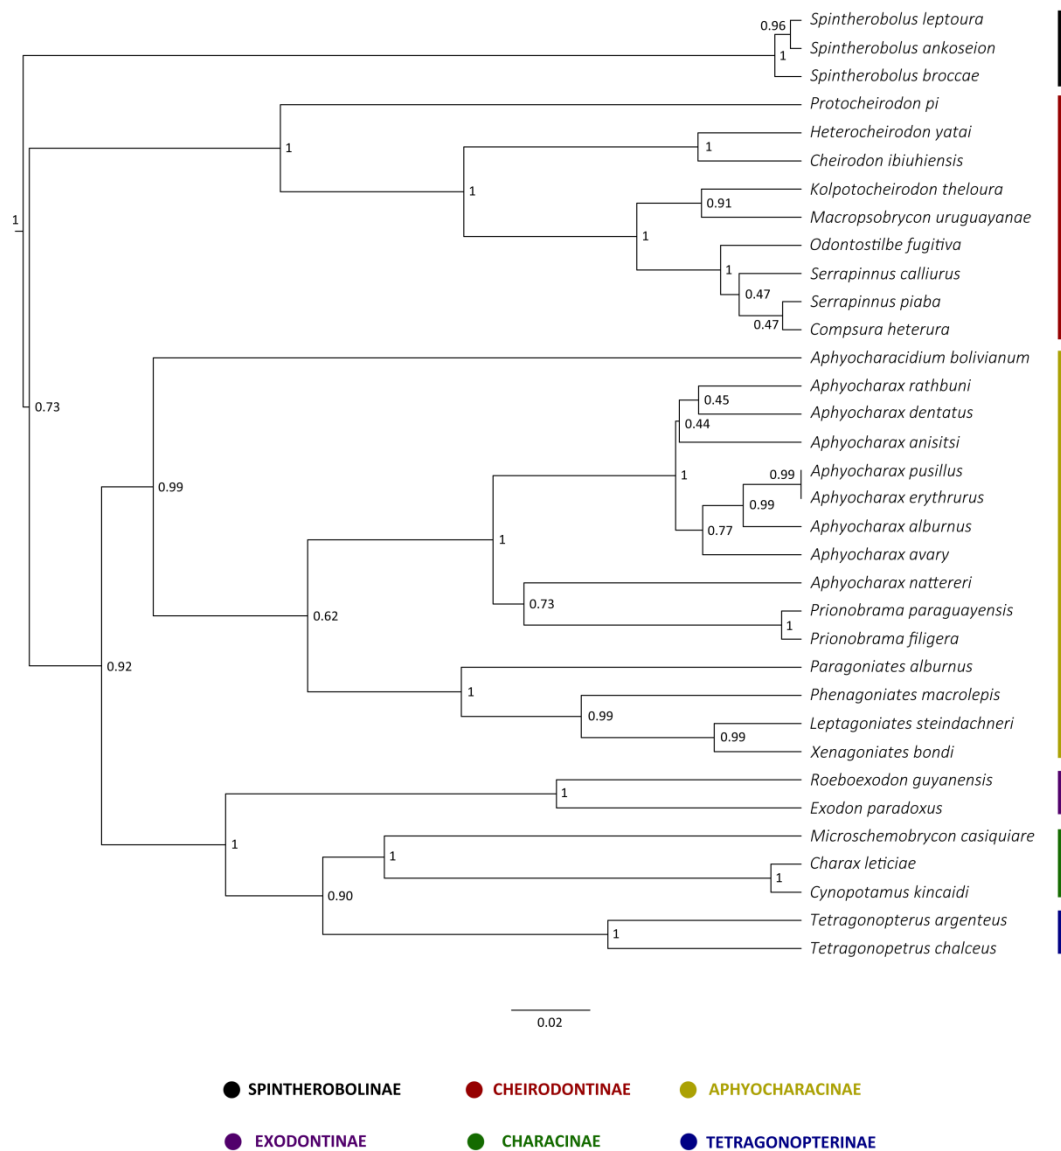 0.96
Spintherobolus leptoura
Spintherobolus ankoseion
1
Spintherobolus broccae
Protocheirodon pi
Heterocheirodon yatai
1
1
Cheirodon ibiuhiensis
Kolpotocheirodon theloura
1
0.91
Macropsobrycon uruguayanae
1
1
Odontostilbe fugitiva
1
Serrapinnus calliurus
0.47
Serrapinnus piaba
0.47
Compsura heterura
Aphyocharacidium bolivianum
Aphyocharax rathbuni
0.45
0.73
Aphyocharax dentatus
0.44
Aphyocharax anisitsi
0.99
Aphyocharax pusillus
1
0.99
Aphyocharax erythrurus
0.99
Aphyocharax alburnus
0.77
1
Aphyocharax avary
Aphyocharax nattereri
0.73
Prionobrama paraguayensis
0.62
1
Prionobrama filigera
0.92
Paragoniates alburnus
1
Phenagoniates macrolepis
0.99
Leptagoniates steindachneri
0.99
Xenagoniates bondi
Roeboexodon guyanensis
1
Exodon paradoxus
Microschemobrycon casiquiare
1
1
Charax leticiae
1
0.90
Cynopotamus kincaidi
Tetragonopterus argenteus
1
Tetragonopetrus chalceus
0.02
SPINTHEROBOLINAE CHEIRODONTINAE APHYOCHARACINAE
EXODONTINAE CHARACINAE TETRAGONOPTERINAE